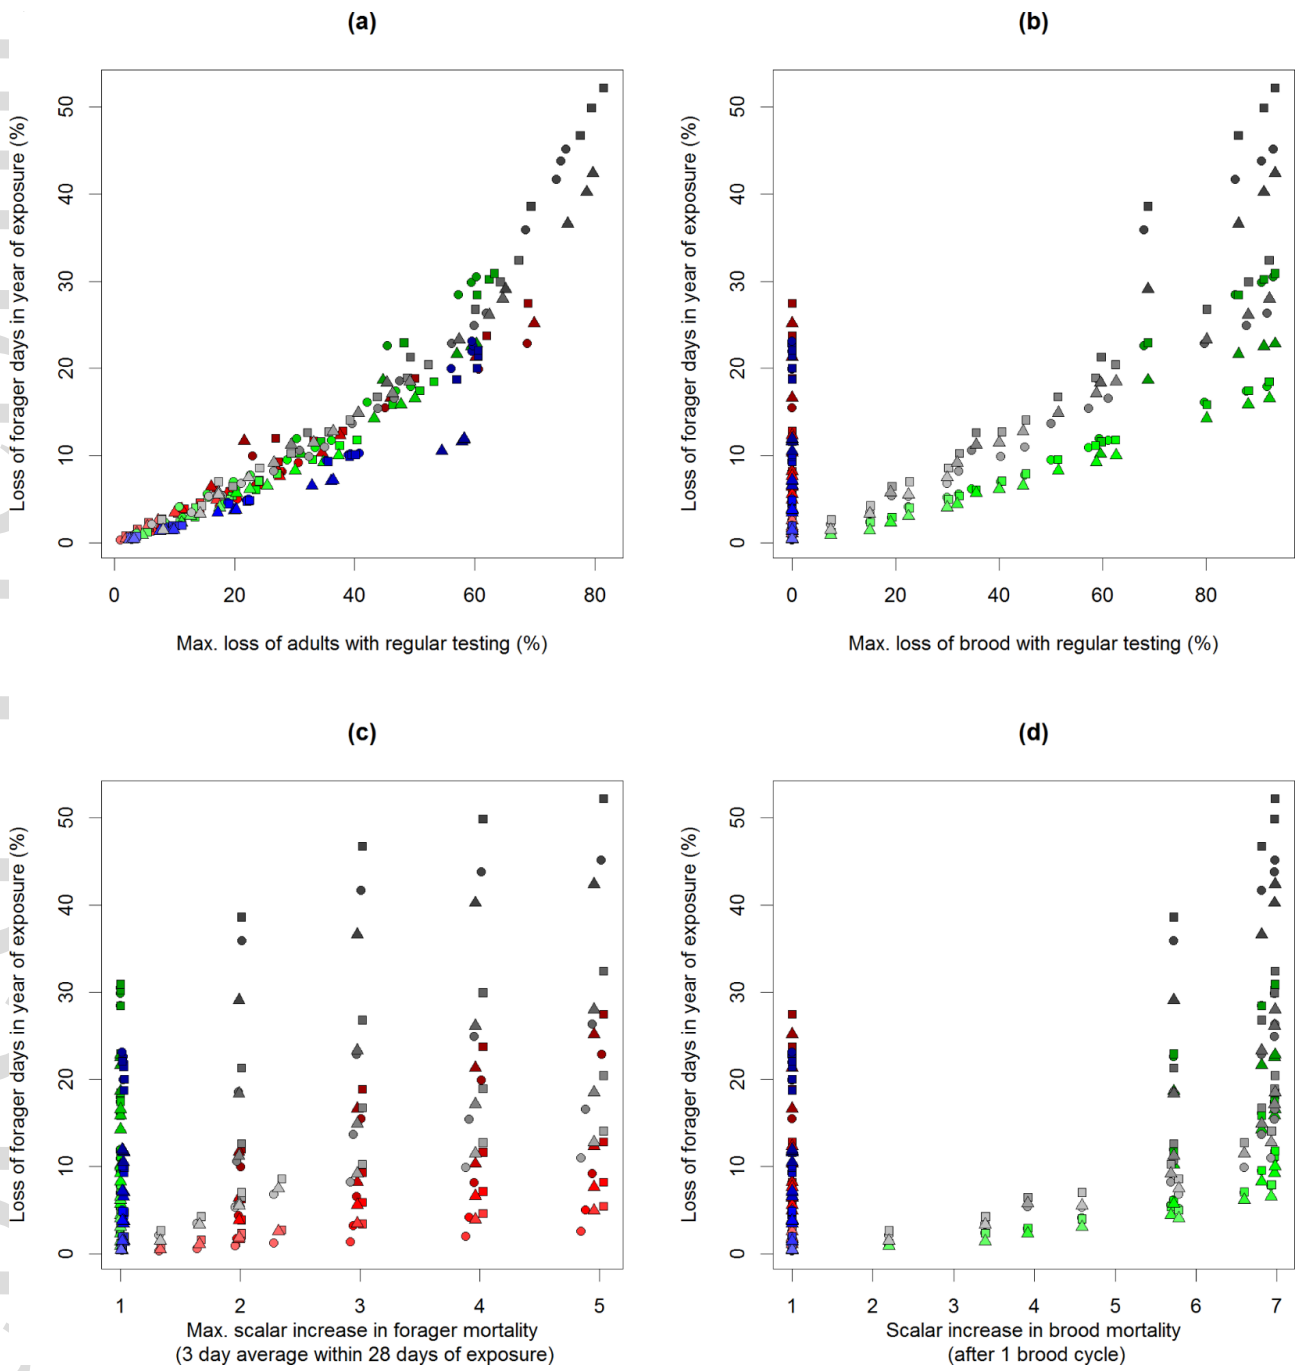 (a)
Loss of forager days in year of exposure (%)
0 10 20 30 40 50
0 20 40 60 80
Max. loss of adults with regular testing (%)
(b)
Loss of forager days in year of exposure (%)
0 10 20 30 40 50
0 20 40 60 80
Max. loss of brood with regular testing (%)
(c)
Loss of forager days in year of exposure (%)
0 10 20 30 40 50
1 2 3 4 5
Max. scalar increase in forager mortality
(3 day average within 28 days of exposure)
(d)
Loss of forager days in year of exposure (%)
0 10 20 30 40 50
1 2 3 4 5 6 7
Scalar increase in brood mortality
(after 1 brood cycle)